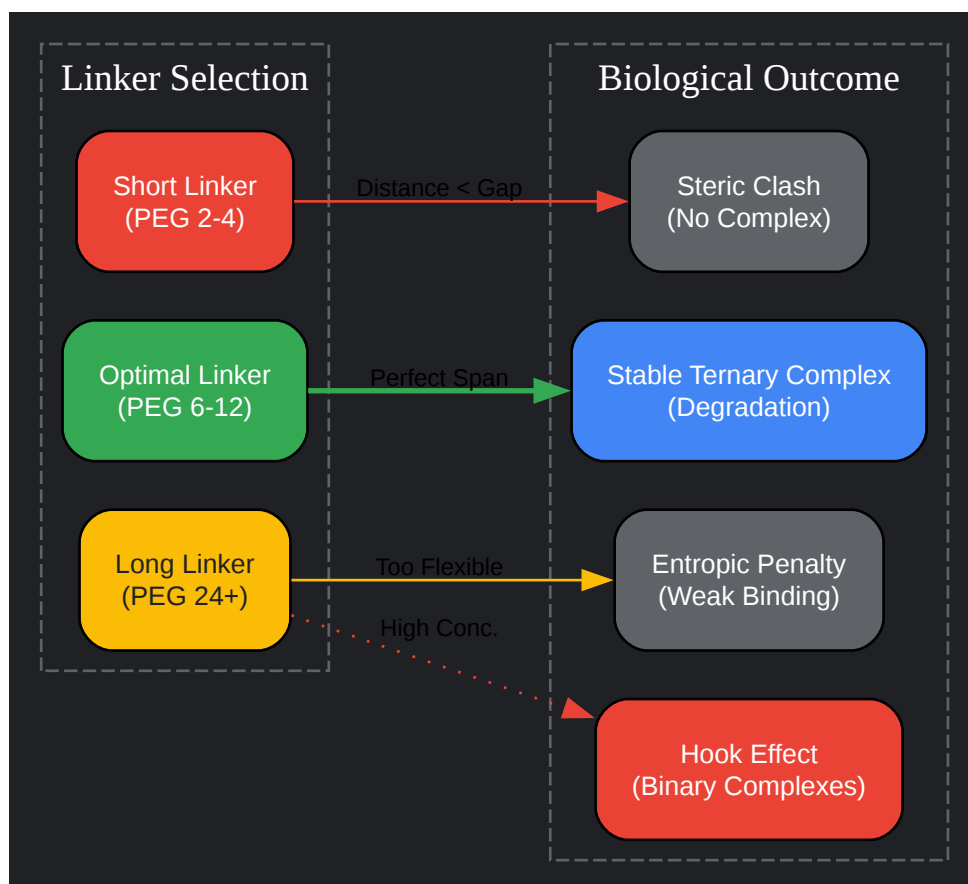 Linker Selection
Biological Outcome
Short Linker
(PEG 2-4)
Distance < Gap
Steric Clash
(No Complex)
Optimal Linker
(PEG 6-12)
Perfect Span
Stable Ternary Complex
(Degradation)
Long Linker
(PEG 24+)
Too Flexible
Entropic Penalty
(Weak Binding)
High Conc.
Hook Effect
(Binary Complexes)